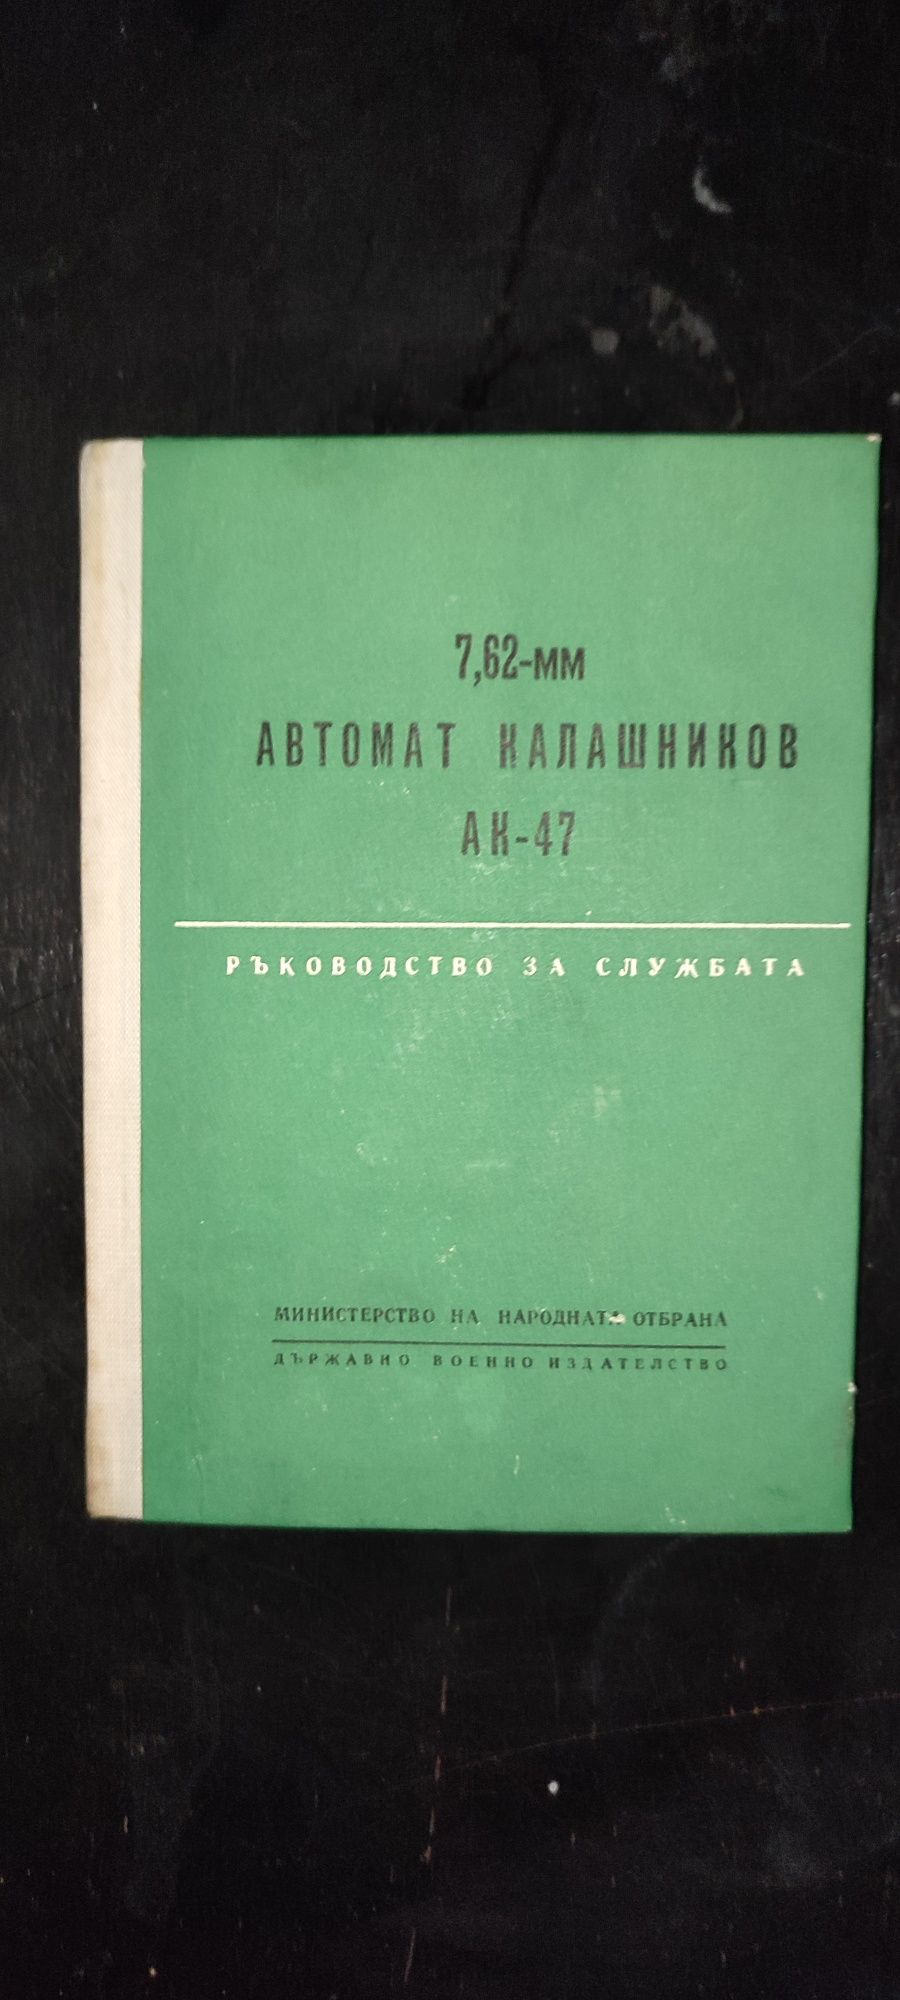 7,62-мм
АВТОМАТ КАЛАШНИКОВ
АК-47
РЪКОВОДСТВО ЗА СЛУЖБАТА
МИНИСТЕРСТВО НА НАРОДНАТА ОТБРАНА
ДЪРЖАВНО ВОЕННО ИЗДАТЕЛСТВО